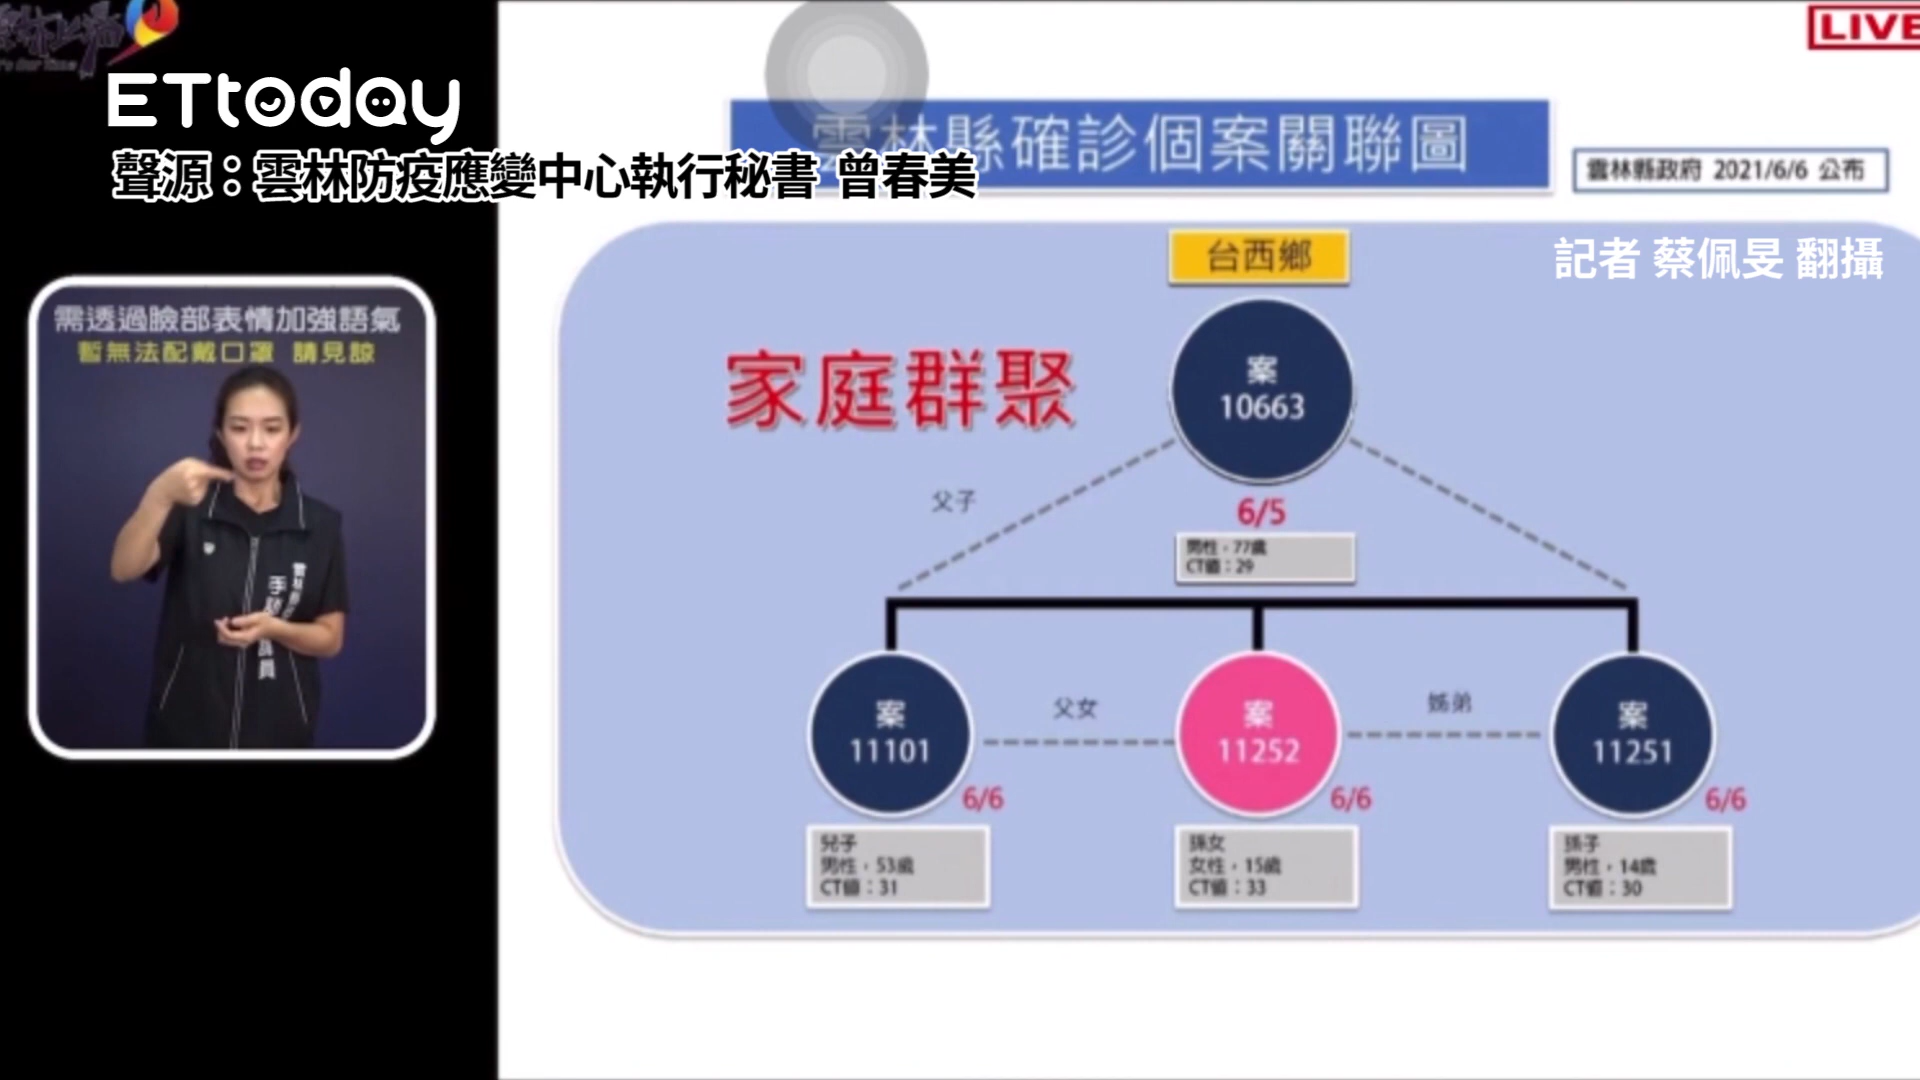 ETtoday
聲源：雲林防疫應變中心執行秘書 曾春美
LIVE
雲林縣確診個案關聯圖
雲林縣政府 2021/6/6 公布
記者 蔡佩旻 翻攝
需透過臉部表情加強語氣
暫無法配戴口罩 請見諒
台西鄉
家庭群聚
案
10663
父子
6/5
男性，77歲
CT值：29
案
11101
6/6
父女
案
11252
6/6
姊弟
案
11251
6/6
兒子
男性，53歲
CT值：31
孫女
女性，15歲
CT值：33
孫子
男性，14歲
CT值：30